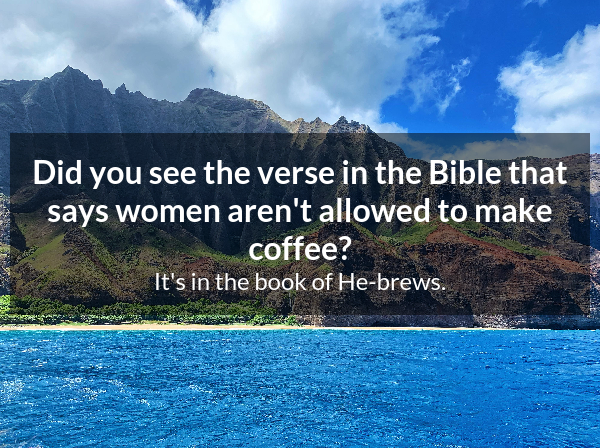 Did you see the verse in the Bible that
says women aren't allowed to make
coffee?
It's in the book of He-brews.